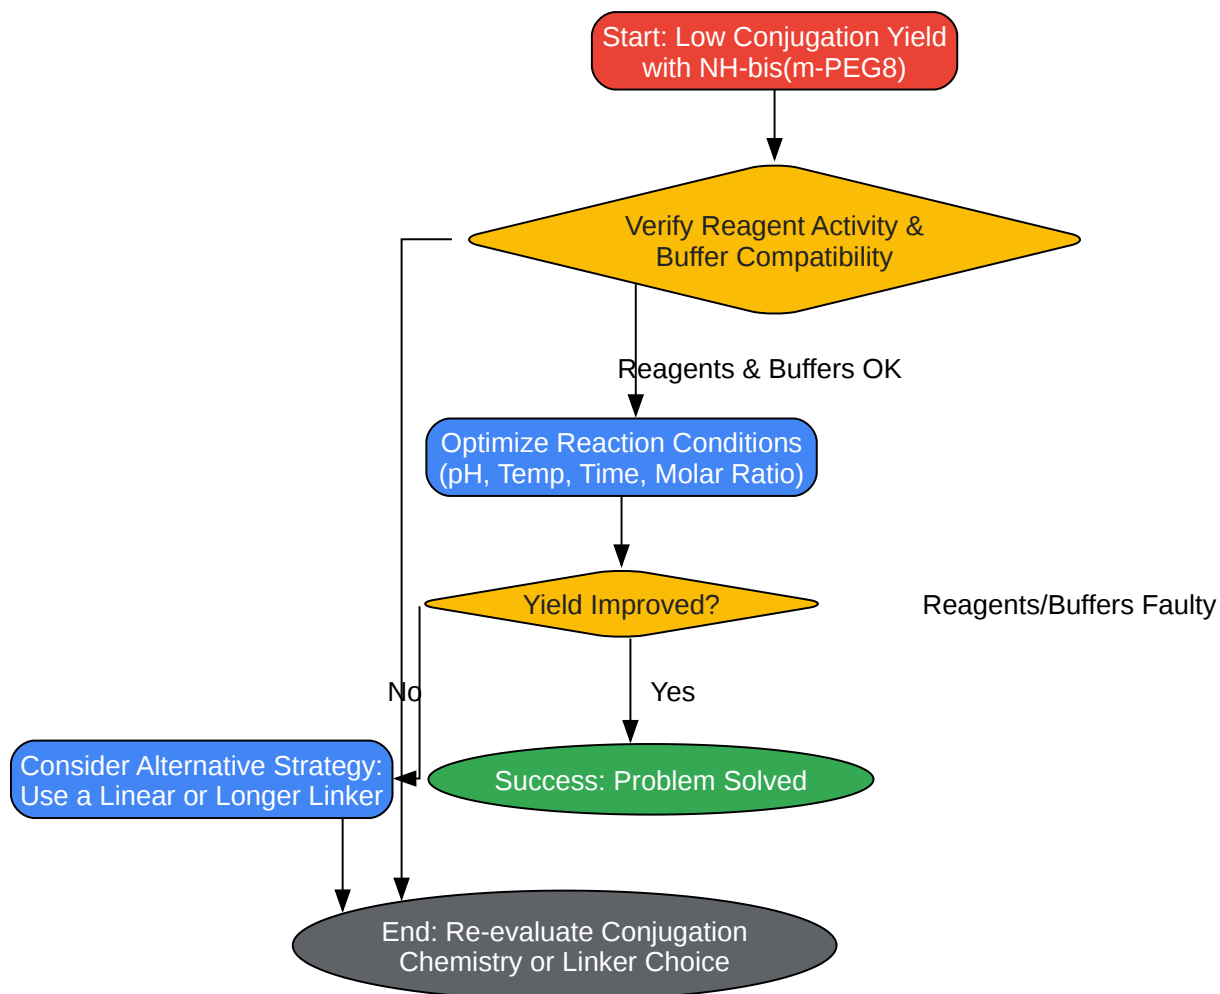 Start: Low Conjugation Yield
with NH-bis(m-PEG8)
Verify Reagent Activity &
Buffer Compatibility
Reagents & Buffers OK
Optimize Reaction Conditions
(pH, Temp, Time, Molar Ratio)
Yield Improved?
Reagents/Buffers Faulty
No
Yes
Consider Alternative Strategy:
Use a Linear or Longer Linker
Success: Problem Solved
End: Re-evaluate Conjugation
Chemistry or Linker Choice